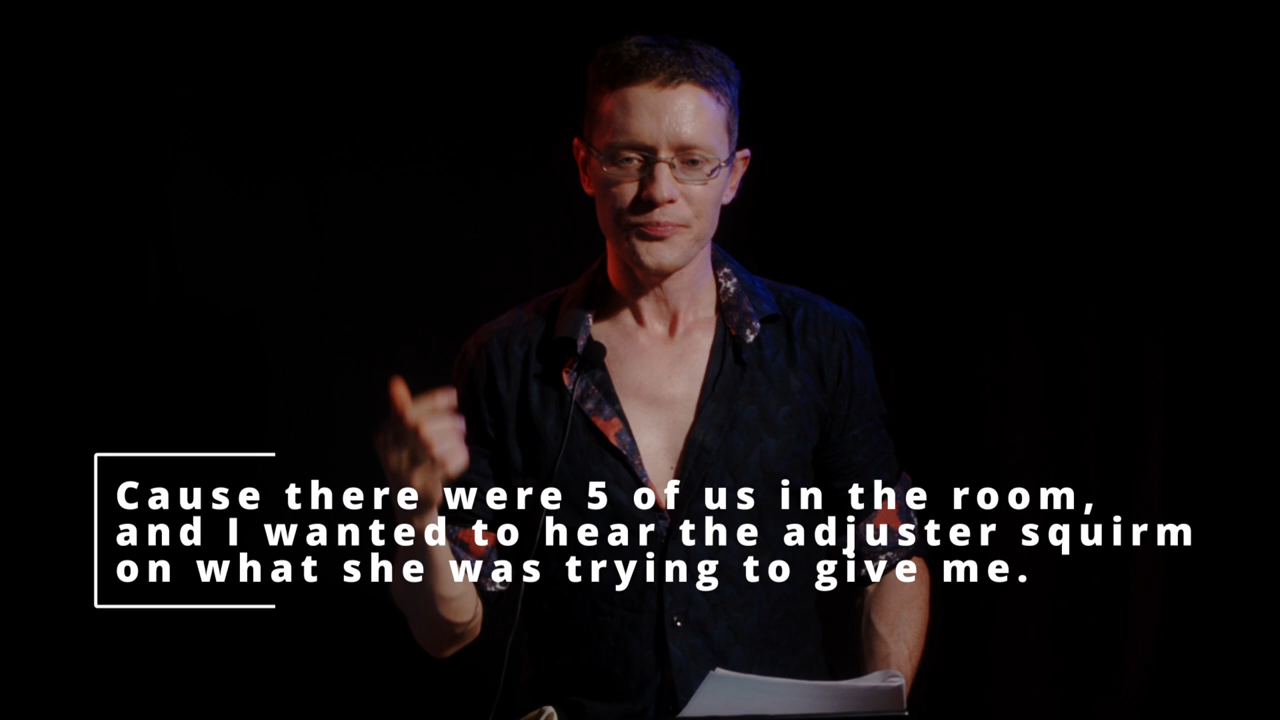 Cause there were 5 of us in the room,
and I wanted to hear the adjuster squirm
on what she was trying to give me.